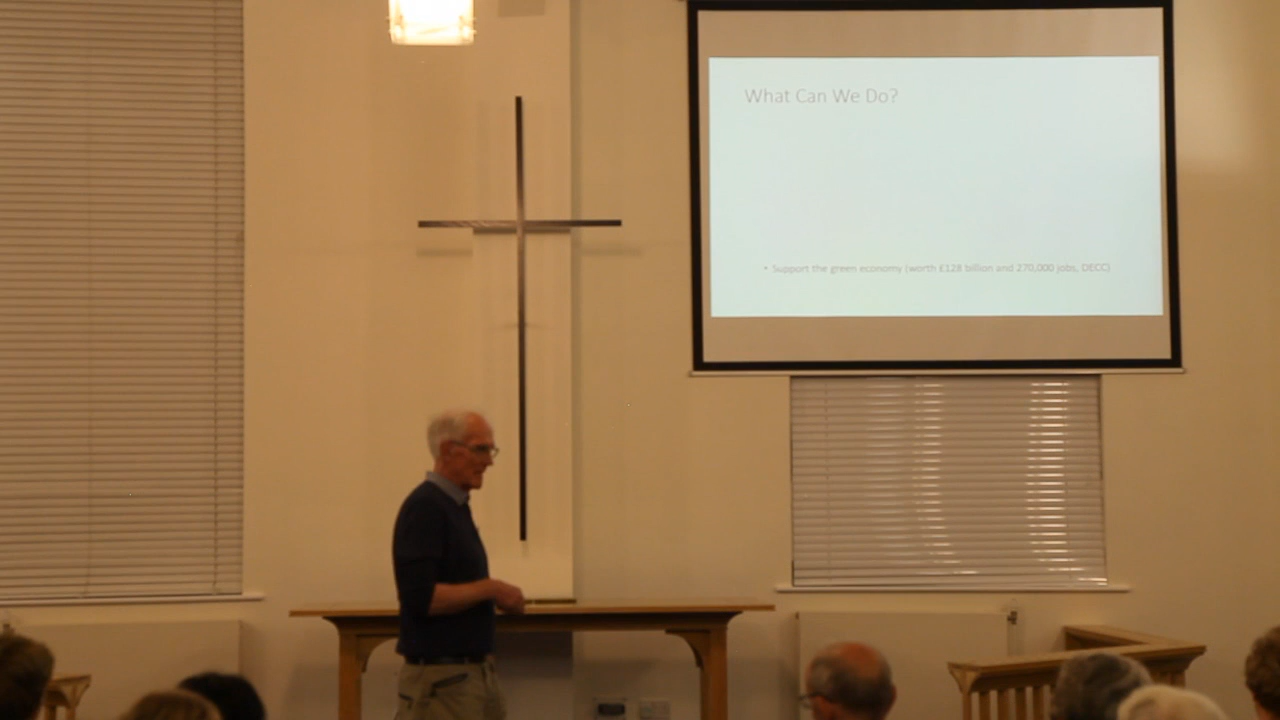 What Can We Do?
• Support the green economy (worth £128 billion and 270,000 jobs, DECC)